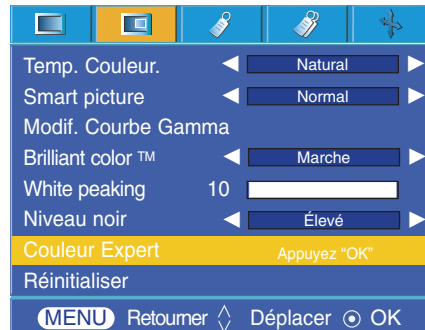 Temp. Couleur. Natural
Smart picture Normal
Modif. Courbe Gamma
Brilliant color ™ Marche
White peaking 10
Niveau noir Élevé
Couleur Expert Appuyez “OK”
Réinitialiser
MENU Retourner Déplacer OK